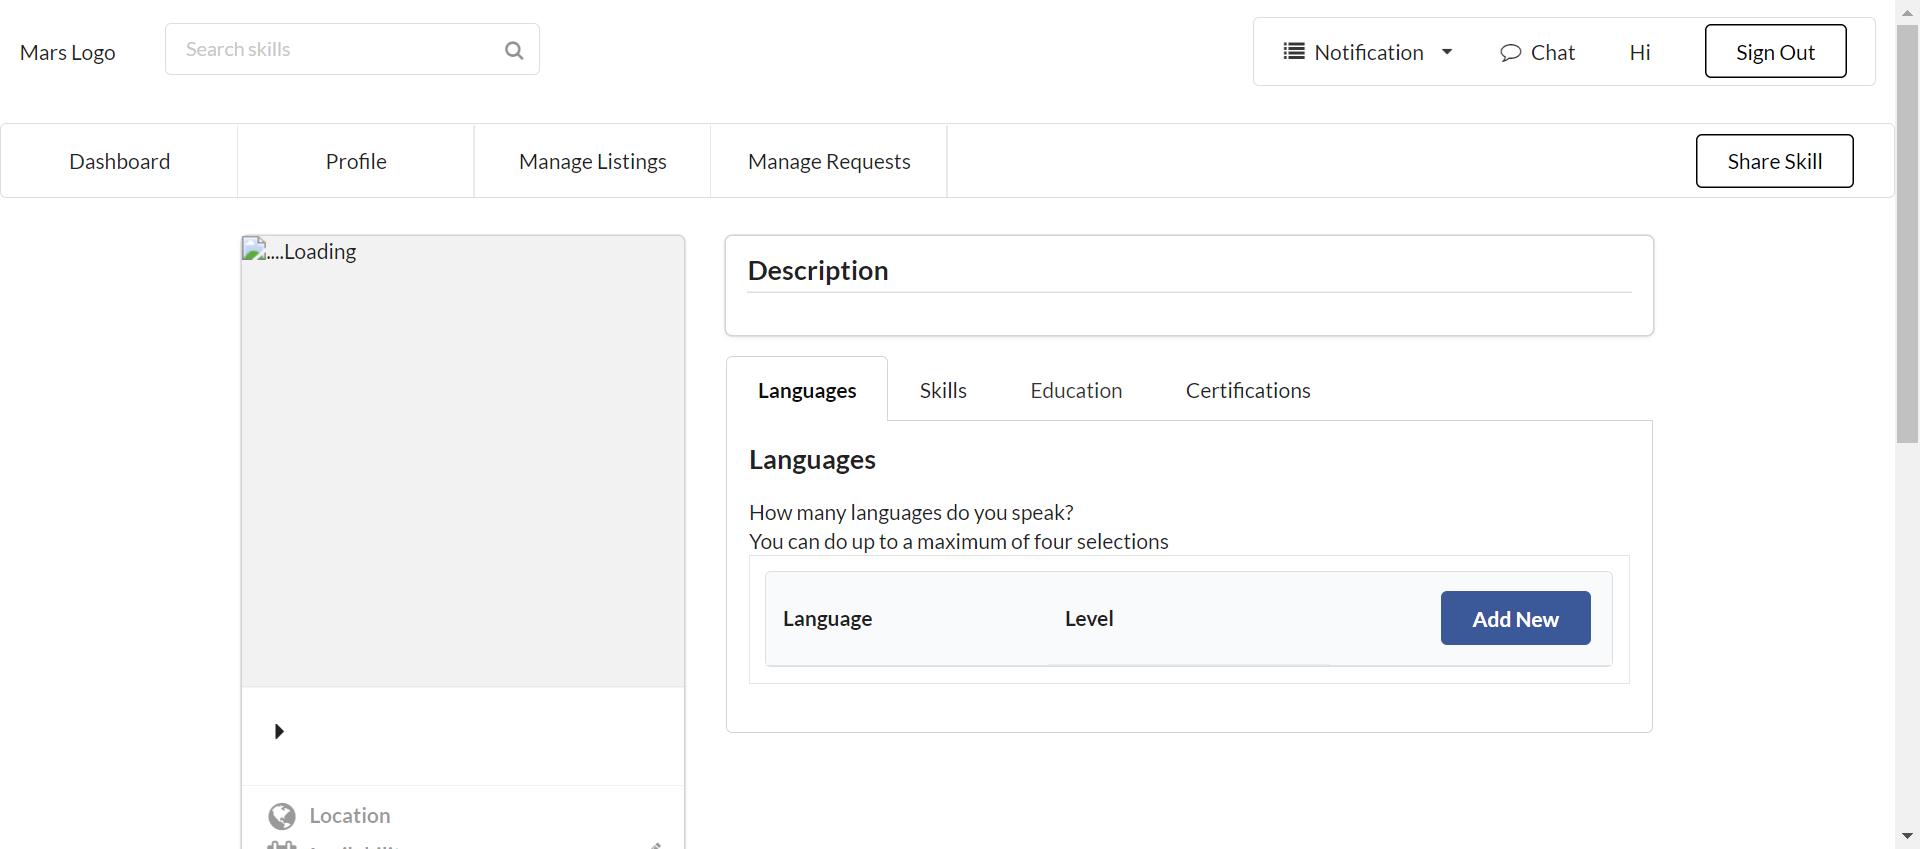 Mars Logo
Search skills
Notification
Chat
Hi
Sign Out
Dashboard
Profile
Manage Listings
Manage Requests
Share Skill
....Loading
Description
Languages
Skills
Education
Certifications
Languages
How many languages do you speak?
You can do up to a maximum of four selections
Language
Level
Add New
Location